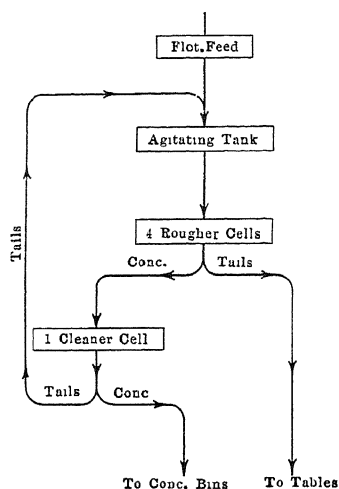 Flot.Feed
Agitating Tank
4 Rougher Cells
Conc.
Tails
Tails
1 Cleaner Cell
Tails
Conc
To Conc. Bins
To Tables